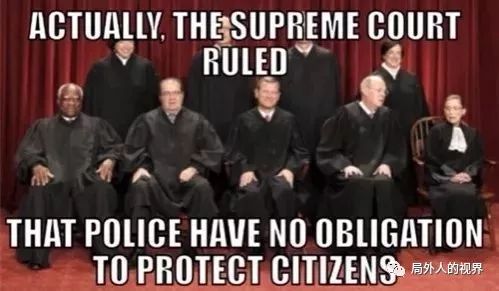 ACTUALLY, THE SUPREME COURT
RULED
THAT POLICE HAVE NO OBLIGATION
TO PROTECT CITIZENS
局外人的视界